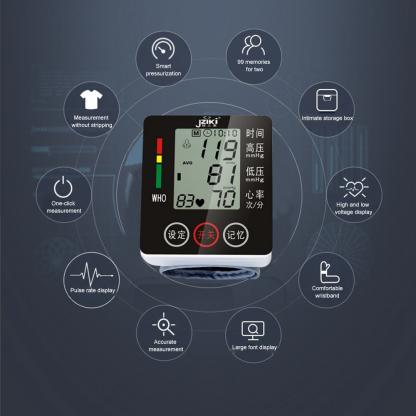 Smart
pressurization
99 memories
for two
Measurement
without stripping
Intimate storage box
One-click
measurement
High and low
voltage display
Pulse rate display
Comfortable
wristband
Accurate
measurement
Large font display
JZIKI
M 10:10
时间
119
高压
mmHg
AVG
81
低压
mmHg
WHO
83
70
心率
次/分
设定
开关
记忆